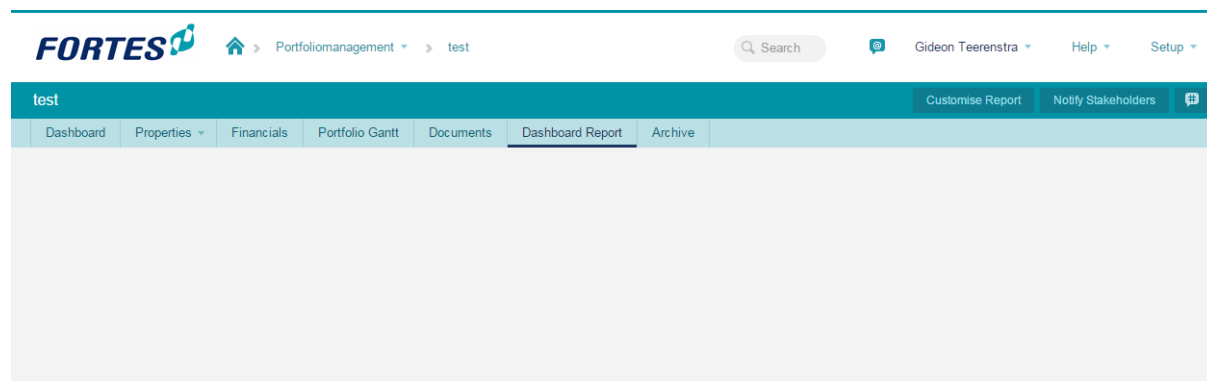 FORTES Portfoliomanagement test Search Gideon Teerenstra Help Setup
test Customise Report Notify Stakeholders
Dashboard Properties Financials Portfolio Gantt Documents Dashboard Report Archive